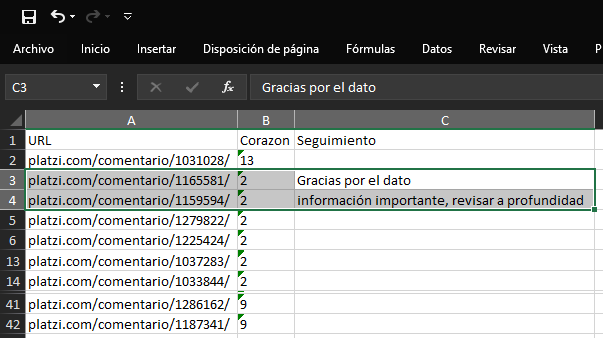 Archivo Inicio Insertar Disposición de página Fórmulas Datos Revisar Vista P
C3 fx Gracias por el dato
A B C
1 URL Corazon Seguimiento
2 platzi.com/comentario/1031028/ 13
3 platzi.com/comentario/1165581/ 2 Gracias por el dato
4 platzi.com/comentario/1159594/ 2 información importante, revisar a profundidad
5 platzi.com/comentario/1279822/ 2
6 platzi.com/comentario/1225424/ 2
13 platzi.com/comentario/1037283/ 2
14 platzi.com/comentario/1033844/ 2
41 platzi.com/comentario/1286162/ 9
42 platzi.com/comentario/1187341/ 9